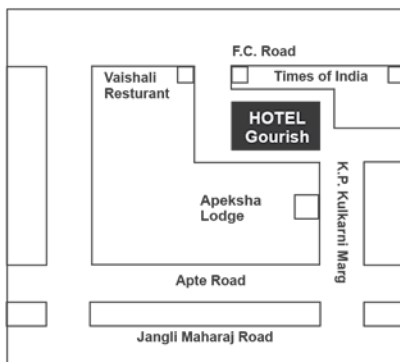 F.C. Road
Vaishali
Resturant
Times of India
HOTEL
Gourish
K.P. Kulkarni Marg
Apeksha
Lodge
Apte Road
Jangli Maharaj Road